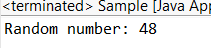 <terminated> Sample [Java App
Random number: 48